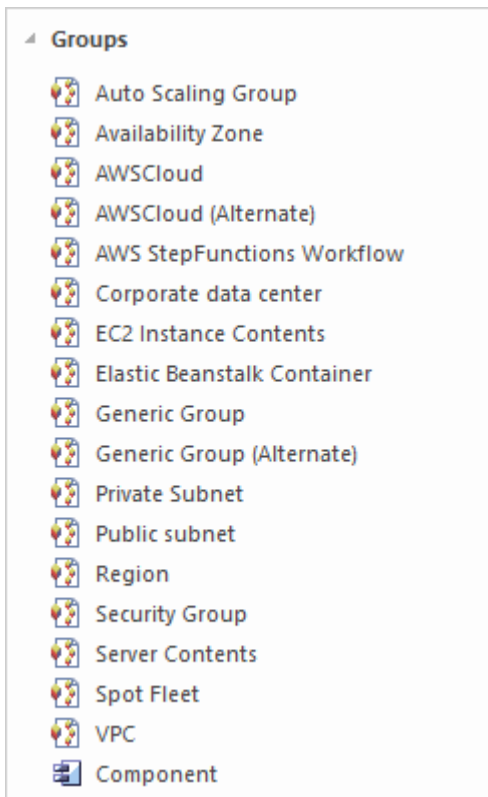 Groups
Auto Scaling Group
Availability Zone
AWSCloud
AWSCloud (Alternate)
AWS StepFunctions Workflow
Corporate data center
EC2 Instance Contents
Elastic Beanstalk Container
Generic Group
Generic Group (Alternate)
Private Subnet
Public subnet
Region
Security Group
Server Contents
Spot Fleet
VPC
Component